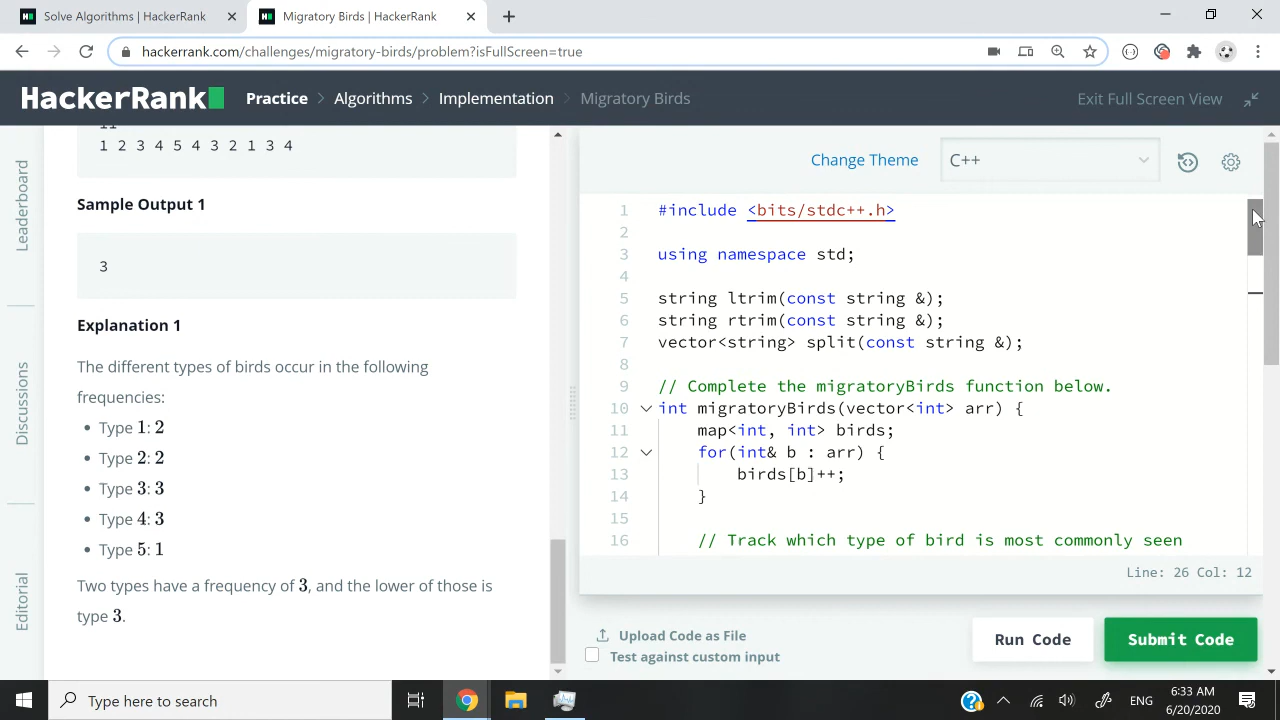 Solve Algorithms | HackerRank
Migratory Birds | HackerRank
hackerrank.com/challenges/migratory-birds/problem?isFullScreen=true
HackerRank
Practice > Algorithms > Implementation > Migratory Birds
Exit Full Screen View
Leaderboard
Discussions
Editorial
11
1 2 3 4 5 4 3 2 1 3 4
Sample Output 1
3
Explanation 1
The different types of birds occur in the following
frequencies:
• Type 1: 2
• Type 2: 2
• Type 3: 3
• Type 4: 3
• Type 5: 1
Two types have a frequency of 3, and the lower of those is
type 3.
Change Theme
C++
1 #include <bits/stdc++.h>
2
3 using namespace std;
4
5 string ltrim(const string &);
6 string rtrim(const string &);
7 vector<string> split(const string &);
8
9 // Complete the migratoryBirds function below.
10 int migratoryBirds(vector<int> arr) {
11 map<int, int> birds;
12 for(int& b : arr) {
13 birds[b]++;
14 }
15
16 // Track which type of bird is most commonly seen
Line: 26 Col: 12
Upload Code as File
Test against custom input
Run Code
Submit Code
Type here to search
ENG
6:33 AM
6/20/2020